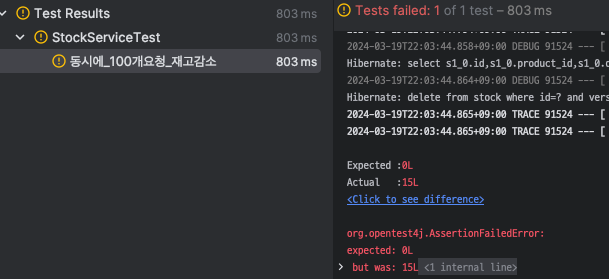 Test Results 803 ms
StockServiceTest 803 ms
동시에_100개요청_재고감소 803 ms
Tests failed: 1 of 1 test – 803 ms
2024-03-19T22:03:44.858+09:00 DEBUG 91524 --- [
Hibernate: select s1_0.id,s1_0.product_id,s1_0.
2024-03-19T22:03:44.864+09:00 DEBUG 91524 --- [
Hibernate: delete from stock where id=? and vers
2024-03-19T22:03:44.865+09:00 TRACE 91524 --- [
2024-03-19T22:03:44.865+09:00 TRACE 91524 --- [
Expected :0L
Actual :15L
<Click to see difference>
org.opentest4j.AssertionFailedError:
expected: 0L
but was: 15L <1 internal line>